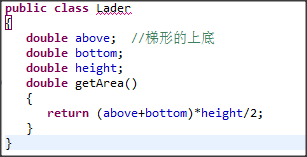 public class Lader
{
    double above;  //梯形的上底
    double bottom;
    double height;
    double getArea()
    {
      return (above+bottom)*height/2;
    }
}